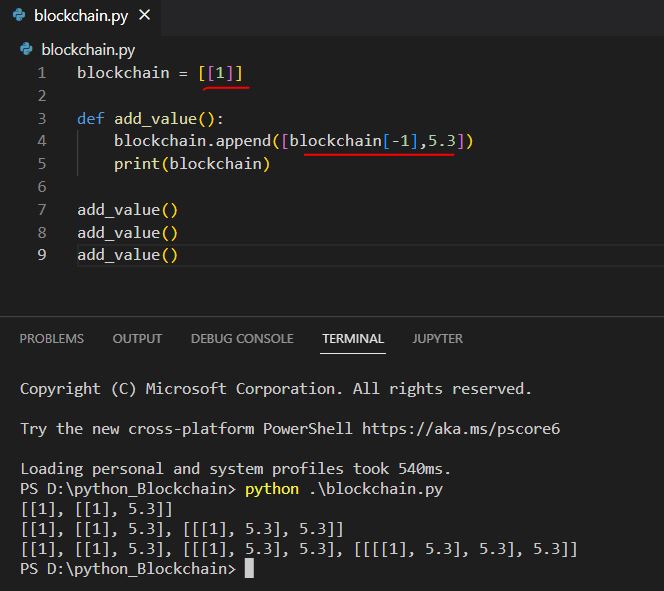 blockchain.py
blockchain.py
1 blockchain = [[1]]
2
3 def add_value():
4     blockchain.append([blockchain[-1],5.3])
5     print(blockchain)
6
7 add_value()
8 add_value()
9 add_value()
PROBLEMS OUTPUT DEBUG CONSOLE TERMINAL JUPYTER
Copyright (C) Microsoft Corporation. All rights reserved.
Try the new cross-platform PowerShell https://aka.ms/pscore6
Loading personal and system profiles took 540ms.
PS D:\python_Blockchain> python .\blockchain.py
[[1], [[1], 5.3]]
[[1], [[1], 5.3], [[[1], 5.3], 5.3]]
[[1], [[1], 5.3], [[[1], 5.3], 5.3], [[[[1], 5.3], 5.3], 5.3]]
PS D:\python_Blockchain>